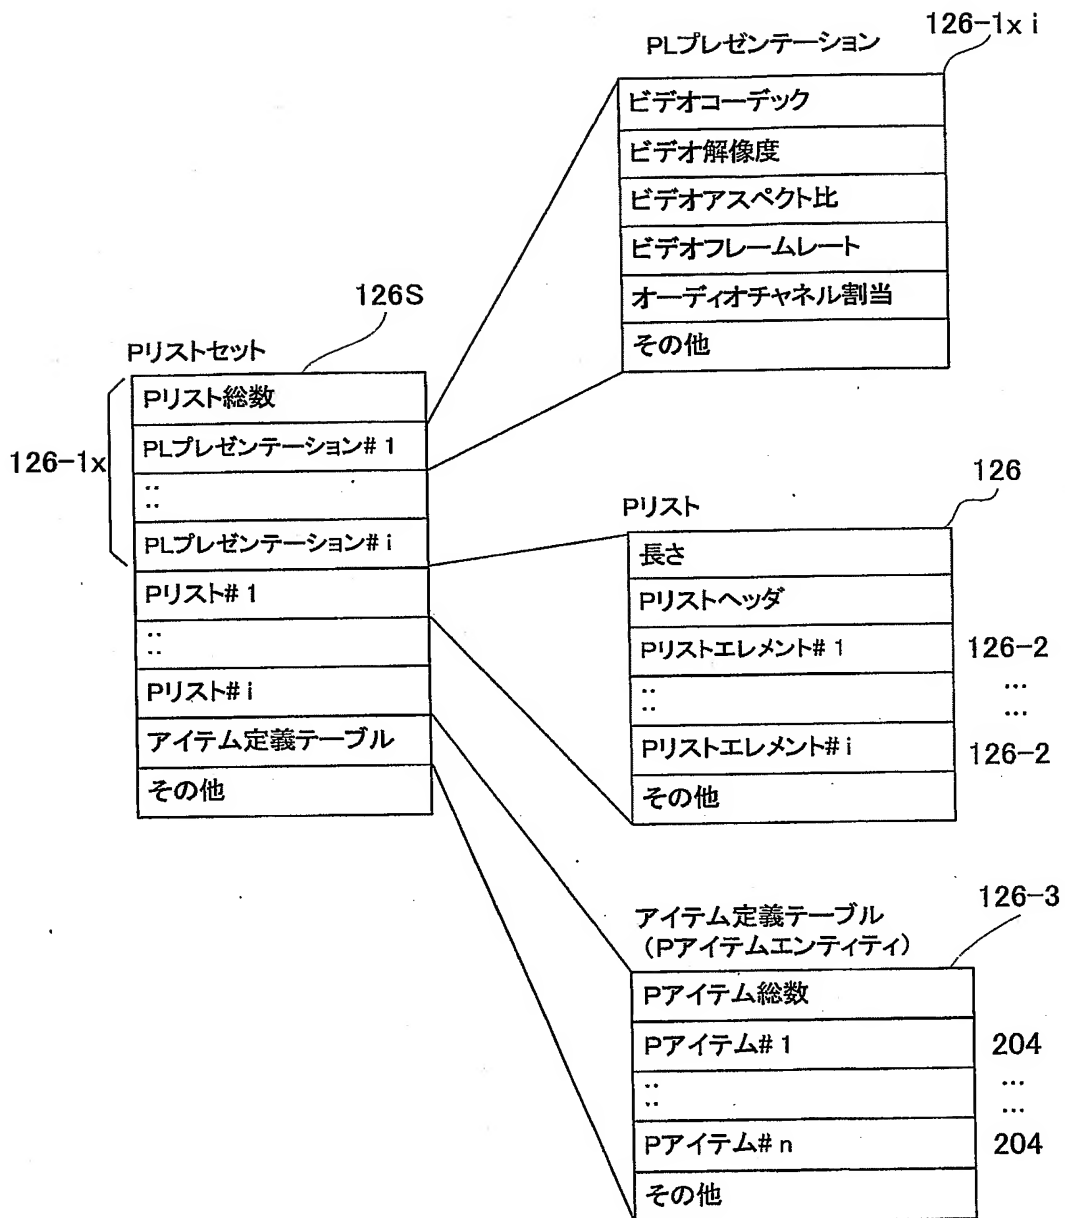 126-1x i
PLプレゼンテーション
ビデオコーデック
ビデオ解像度
ビデオアスペクト比
ビデオフレームレート
オーディオチャネル割当
その他
126S
Pリストセット
Pリスト総数
PLプレゼンテーション#1
::
PLプレゼンテーション#i
Pリスト#1
::
Pリスト#i
アイテム定義テーブル
その他
126-1x
126
Pリスト
長さ
Pリストヘッダ
Pリストエレメント#1 126-2
:: …
…
Pリストエレメント#i 126-2
その他
126-3
アイテム定義テーブル
(Pアイテムエンティティ)
Pアイテム総数
Pアイテム#1 204
:: …
…
Pアイテム#n 204
その他